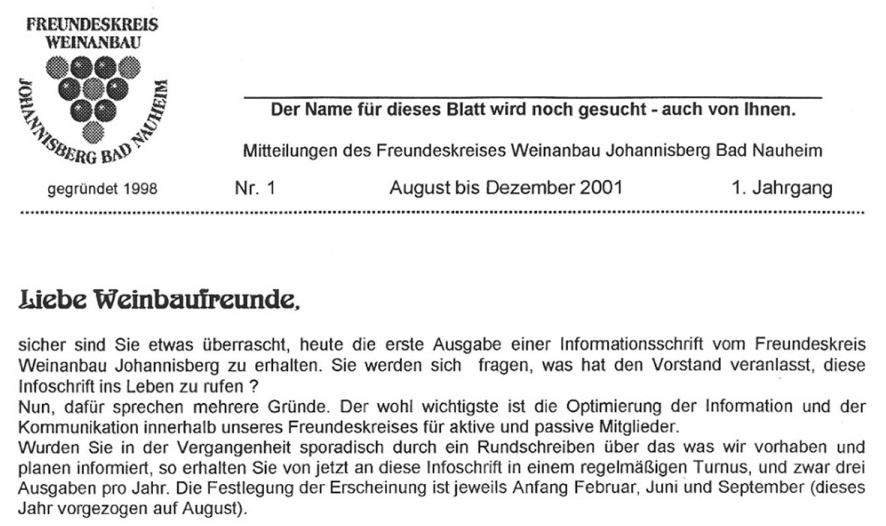 FREUNDESKREIS
WEINANBAU
JOHANNISBERG BAD NAUHEIM
gegründet 1998
Der Name für dieses Blatt wird noch gesucht - auch von Ihnen.
Mitteilungen des Freundeskreises Weinanbau Johannisberg Bad Nauheim
Nr. 1 August bis Dezember 2001 1. Jahrgang
Liebe Weinbaufreunde,
sicher sind Sie etwas überrascht, heute die erste Ausgabe einer Informationsschrift vom Freundeskreis
Weinanbau Johannisberg zu erhalten. Sie werden sich fragen, was hat den Vorstand veranlasst, diese
Infoschrift ins Leben zu rufen ?
Nun, dafür sprechen mehrere Gründe. Der wohl wichtigste ist die Optimierung der Information und der
Kommunikation innerhalb unseres Freundeskreises für aktive und passive Mitglieder.
Wurden Sie in der Vergangenheit sporadisch durch ein Rundschreiben über das was wir vorhaben und
planen informiert, so erhalten Sie von jetzt an diese Infoschrift in einem regelmäßigen Turnus, und zwar drei
Ausgaben pro Jahr. Die Festlegung der Erscheinung ist jeweils Anfang Februar, Juni und September (dieses
Jahr vorgezogen auf August).